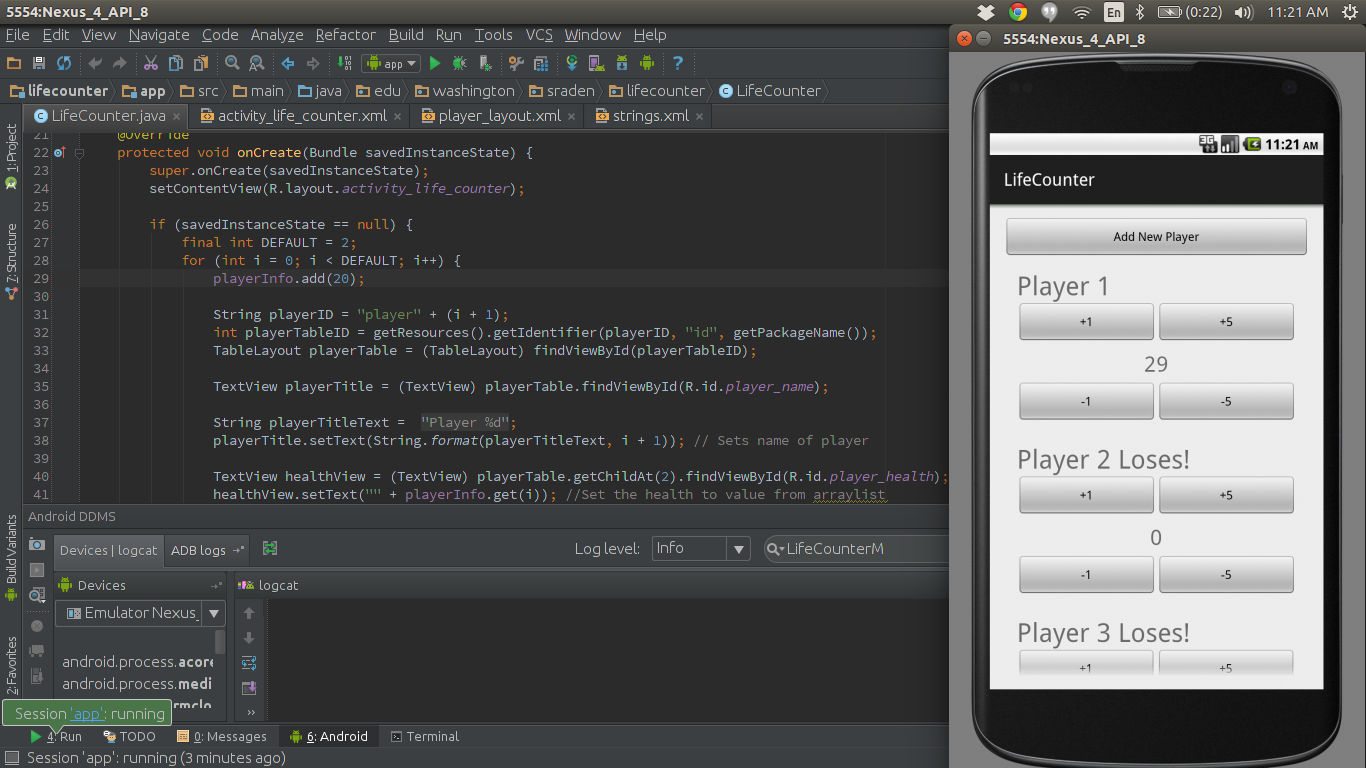 5554:Nexus_4_API_8
En (0:22) 11:21 AM
File Edit View Navigate Code Analyze Refactor Build Run Tools VCS Window Help
5554:Nexus_4_API_8
app
lifecounter app src main java edu washington sraden lifecounter LifeCounter
LifeCounter.java activity_life_counter.xml player_layout.xml strings.xml
1: Project
7: Structure
Build Variants
2: Favorites
21 @Override
22 protected void onCreate(Bundle savedInstanceState) {
23 super.onCreate(savedInstanceState);
24 setContentView(R.layout.activity_life_counter);
25
26 if (savedInstanceState == null) {
27 final int DEFAULT = 2;
28 for (int i = 0; i < DEFAULT; i++) {
29 playerInfo.add(20);
30
31 String playerID = "player" + (i + 1);
32 int playerTableID = getResources().getIdentifier(playerID, "id", getPackageName());
33 TableLayout playerTable = (TableLayout) findViewById(playerTableID);
34
35 TextView playerTitle = (TextView) playerTable.findViewById(R.id.player_name);
36
37 String playerTitleText = "Player %d";
38 playerTitle.setText(String.format(playerTitleText, i + 1)); // Sets name of player
39
40 TextView healthView = (TextView) playerTable.getChildAt(2).findViewById(R.id.player_health);
41 healthView.setText("" + playerInfo.get(i)); //Set the health to value from arraylist
Android DDMS
Devices | logcat ADB logs Log level: Info LifeCounterM
Devices logcat
Emulator Nexus_
android.process.acore
android.process.medi
Session 'app': running
4: Run TODO 0: Messages 6: Android Terminal
Session 'app': running (3 minutes ago)
3G 11:21 AM
LifeCounter
Add New Player
Player 1
+1 +5
29
-1 -5
Player 2 Loses!
+1 +5
0
-1 -5
Player 3 Loses!
+1 +5